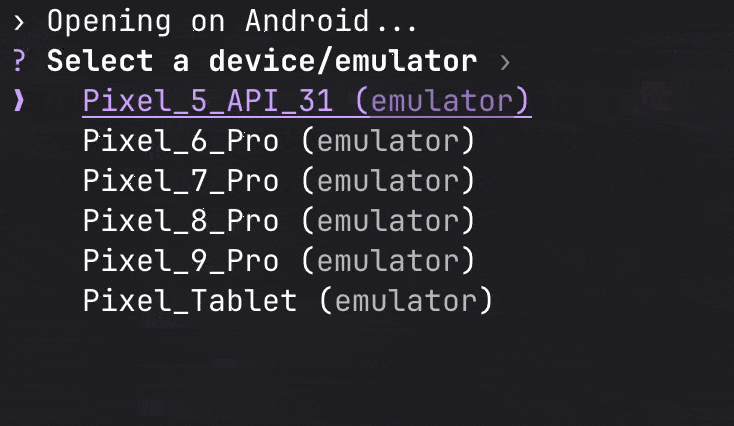 › Opening on Android...
? Select a device/emulator ›
❱ Pixel_5_API_31 (emulator)
Pixel_6_Pro (emulator)
Pixel_7_Pro (emulator)
Pixel_8_Pro (emulator)
Pixel_9_Pro (emulator)
Pixel_Tablet (emulator)